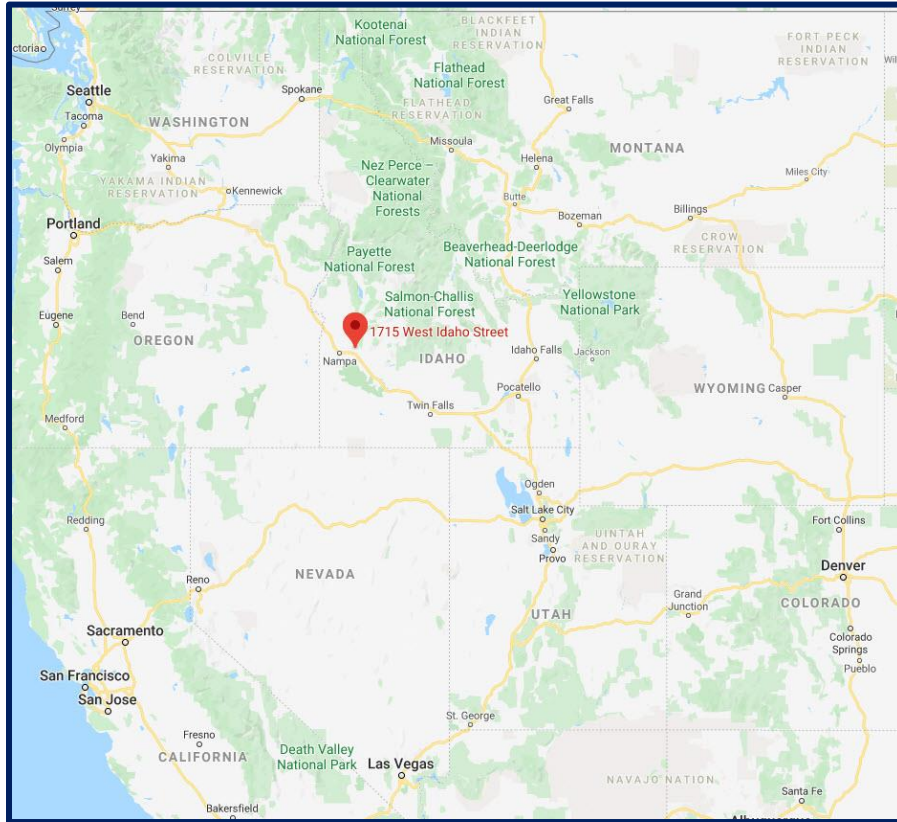 Surrey
Kootenai
National Forest
BLACKFEET
INDIAN
RESERVATION
FORT PECK
INDIAN
RESERVATION
COLVILLE
RESERVATION
Flathead
National Forest
Seattle
Spokane
FLATHEAD
RESERVATION
Great Falls
Tacoma
WASHINGTON
Olympia
Missoula
Helena
MONTANA
Yakima
YAKAMA INDIAN
RESERVATION
Nez Perce –
Clearwater
National
Forests
Miles City
Kennewick
Butte
Bozeman
Billings
Portland
CROW
RESERVATION
Salem
Payette
National Forest
Beaverhead-Deerlodge
National Forest
Salmon-Challis
National Forest
Yellowstone
National Park
Eugene
Bend
OREGON
1715 West Idaho Street
Nampa
IDAHO
Idaho Falls
Jackson
Pocatello
WYOMING
Casper
Twin Falls
Medford
Ogden
Salt Lake City
Sandy
Provo
Redding
UINTAH
AND OURAY
RESERVATION
Fort Collins
Reno
NEVADA
Denver
Grand
Junction
COLORADO
UTAH
Sacramento
Colorado
Springs
Pueblo
San Francisco
San Jose
St. George
Fresno
CALIFORNIA
Death Valley
National Park
Las Vegas
NAVAJO NATION
Santa Fe
Bakersfield
Albuquerque